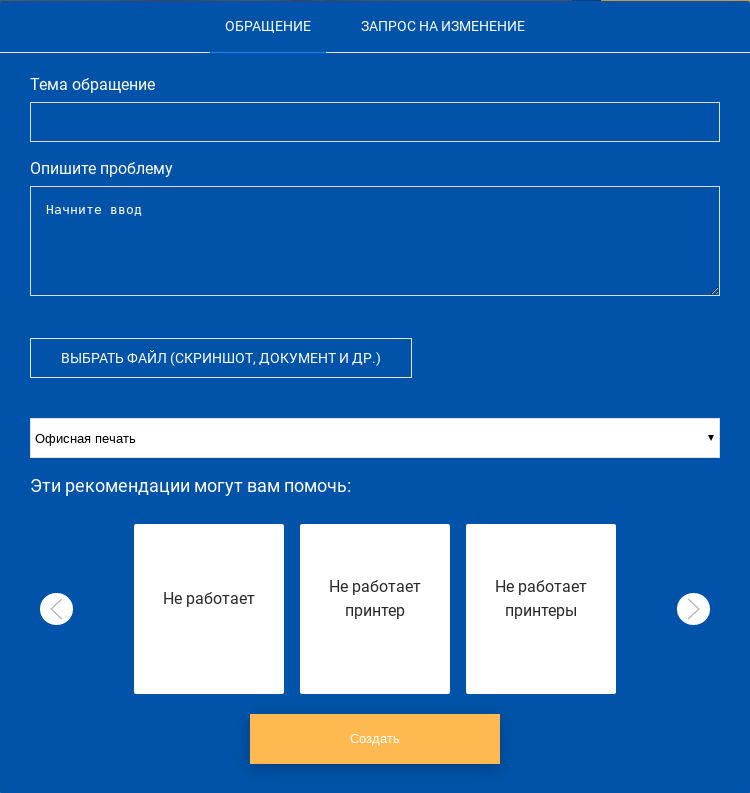 ОБРАЩЕНИЕ ЗАПРОС НА ИЗМЕНЕНИЕ
Тема обращение
Опишите проблему
Начните ввод
ВЫБРАТЬ ФАЙЛ (СКРИНШОТ, ДОКУМЕНТ И ДР.)
Офисная печать
Эти рекомендации могут вам помочь:
Не работает
Не работает
принтер
Не работает
принтеры
Создать